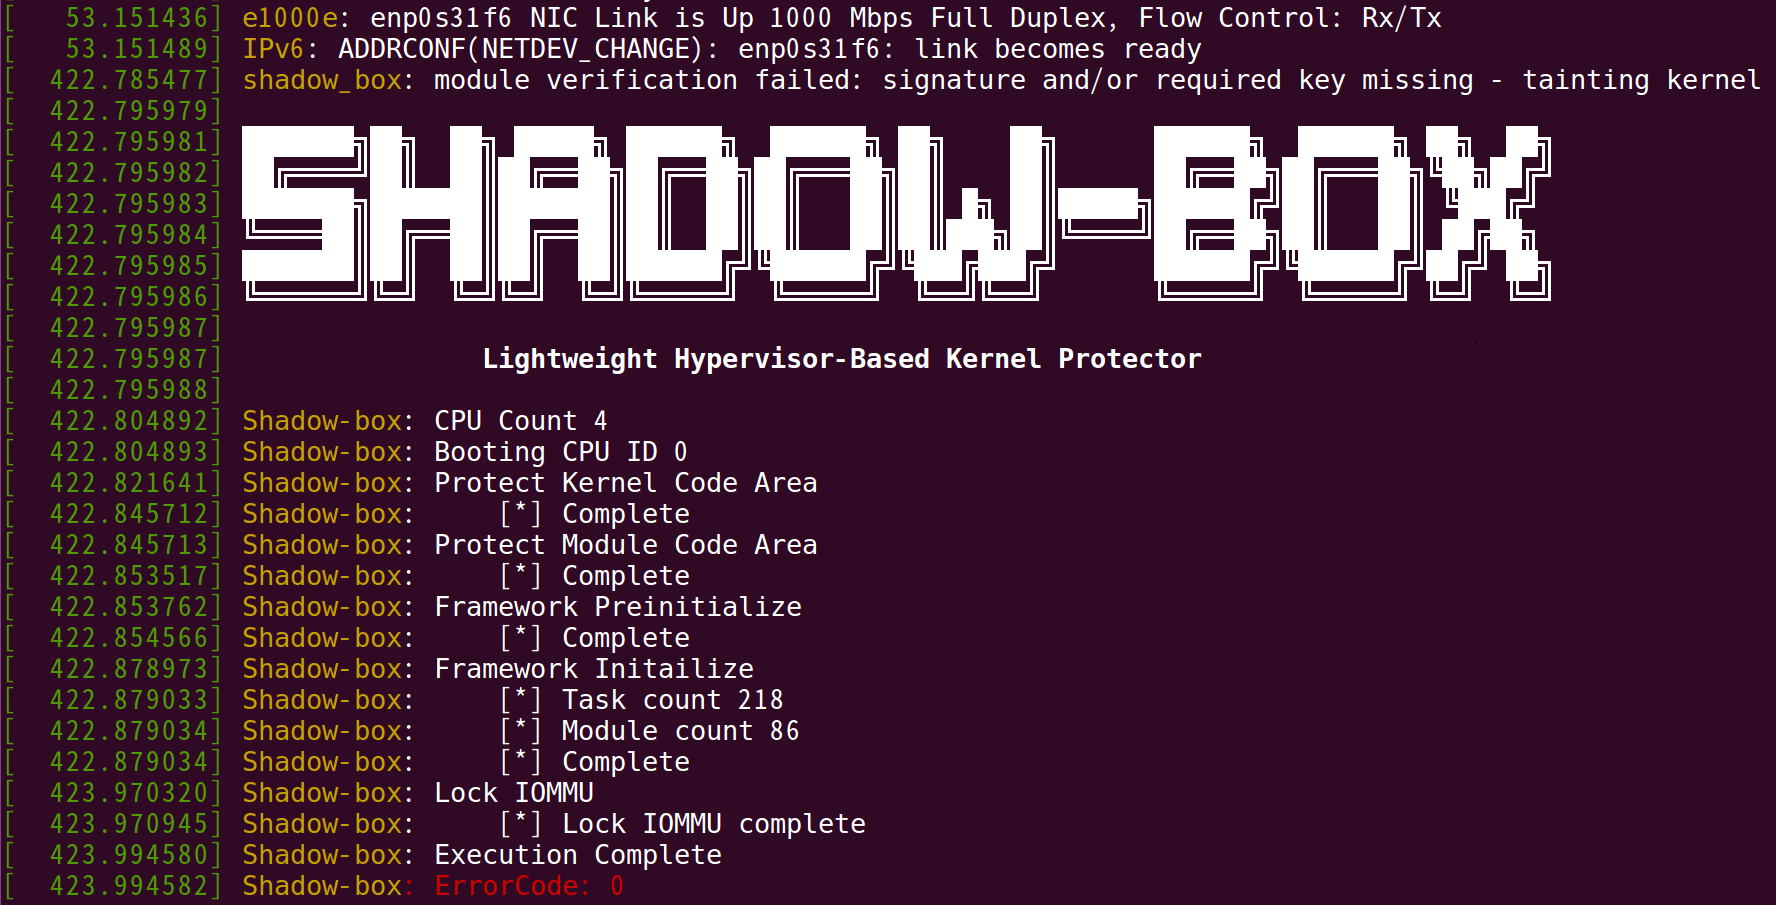 [   53.151436] e1000e: enp0s31f6 NIC Link is Up 1000 Mbps Full Duplex, Flow Control: Rx/Tx
[   53.151489] IPv6: ADDRCONF(NETDEV_CHANGE): enp0s31f6: link becomes ready
[  422.785477] shadow_box: module verification failed: signature and/or required key missing - tainting kernel
[  422.795979]
[  422.795981]
[  422.795982]
[  422.795983] SHADOW-BOX
[  422.795984]
[  422.795985]
[  422.795986]
[  422.795987]
[  422.795987] Lightweight Hypervisor-Based Kernel Protector
[  422.795988]
[  422.804892] Shadow-box: CPU Count 4
[  422.804893] Shadow-box: Booting CPU ID 0
[  422.821641] Shadow-box: Protect Kernel Code Area
[  422.845712] Shadow-box:     [*] Complete
[  422.845713] Shadow-box: Protect Module Code Area
[  422.853517] Shadow-box:     [*] Complete
[  422.853762] Shadow-box: Framework Preinitialize
[  422.854566] Shadow-box:     [*] Complete
[  422.878973] Shadow-box: Framework Initailize
[  422.879033] Shadow-box:     [*] Task count 218
[  422.879034] Shadow-box:     [*] Module count 86
[  422.879034] Shadow-box:     [*] Complete
[  423.970320] Shadow-box: Lock IOMMU
[  423.970945] Shadow-box:     [*] Lock IOMMU complete
[  423.994580] Shadow-box: Execution Complete
[  423.994582] Shadow-box: ErrorCode: 0